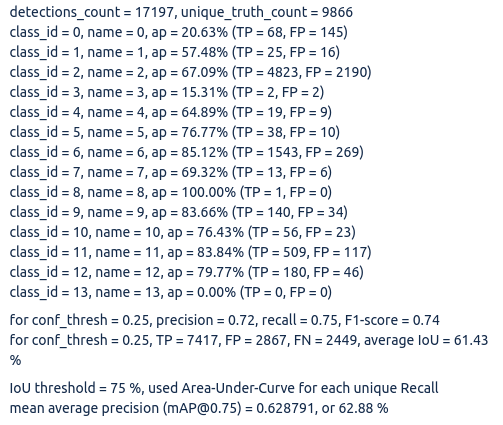 detections_count = 17197, unique_truth_count = 9866
class_id = 0, name = 0, ap = 20.63% (TP = 68, FP = 145)
class_id = 1, name = 1, ap = 57.48% (TP = 25, FP = 16)
class_id = 2, name = 2, ap = 67.09% (TP = 4823, FP = 2190)
class_id = 3, name = 3, ap = 15.31% (TP = 2, FP = 2)
class_id = 4, name = 4, ap = 64.89% (TP = 19, FP = 9)
class_id = 5, name = 5, ap = 76.77% (TP = 38, FP = 10)
class_id = 6, name = 6, ap = 85.12% (TP = 1543, FP = 269)
class_id = 7, name = 7, ap = 69.32% (TP = 13, FP = 6)
class_id = 8, name = 8, ap = 100.00% (TP = 1, FP = 0)
class_id = 9, name = 9, ap = 83.66% (TP = 140, FP = 34)
class_id = 10, name = 10, ap = 76.43% (TP = 56, FP = 23)
class_id = 11, name = 11, ap = 83.84% (TP = 509, FP = 117)
class_id = 12, name = 12, ap = 79.77% (TP = 180, FP = 46)
class_id = 13, name = 13, ap = 0.00% (TP = 0, FP = 0)
for conf_thresh = 0.25, precision = 0.72, recall = 0.75, F1-score = 0.74
for conf_thresh = 0.25, TP = 7417, FP = 2867, FN = 2449, average IoU = 61.43
%
IoU threshold = 75 %, used Area-Under-Curve for each unique Recall
mean average precision (mAP@0.75) = 0.628791, or 62.88 %